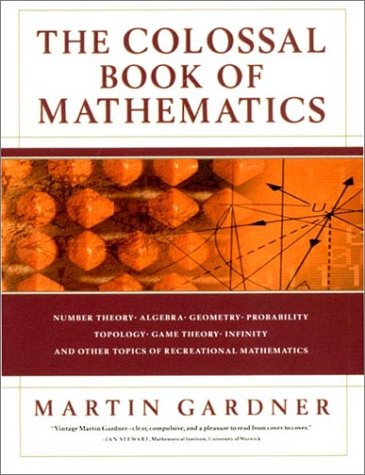 THE COLOSSAL
BOOK OF
MATHEMATICS
NUMBER THEORY · ALGEBRA · GEOMETRY · PROBABILITY
TOPOLOGY · GAME THEORY · INFINITY
AND OTHER TOPICS OF RECREATIONAL MATHEMATICS
MARTIN GARDNER
"Vintage Martin Gardner—clear, compulsive, and a pleasure to read from cover to cover."
—IAN STEWART, Mathematical Institute, University of Warwick